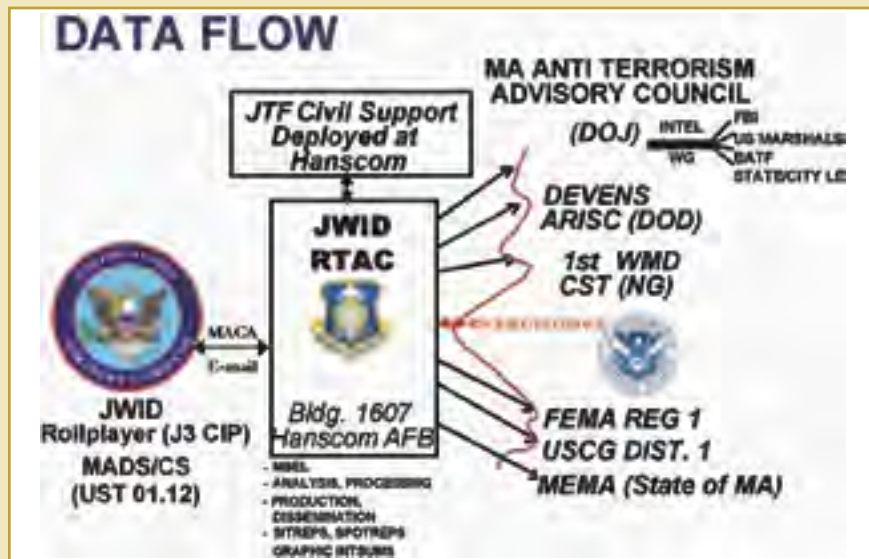 DATA FLOW
MA ANTI TERRORISM
ADVISORY COUNCIL
JTF Civil Support
Deployed at
Hanscom
(DOJ)
INTEL
WG
FBI
US MARSHALS
BATF
STATECITY LE
DEVENS
ARISC (DOD)
JWID
RTAC
1st WMD
CST (NG)
MACA
E-mail
JWID
Rollplayer (J3 CIP)
MADS/CS
(UST 01.12)
Bldg. 1607
Hanscom AFB
FEMA REG 1
USCG DIST. 1
MEMA (State of MA)
- MSEL
- ANALYSIS, PROCESSING
- PRODUCTION,
DISSEMINATION
- SITREPS, SPOTREPS
GRAPHIC INTSUMS